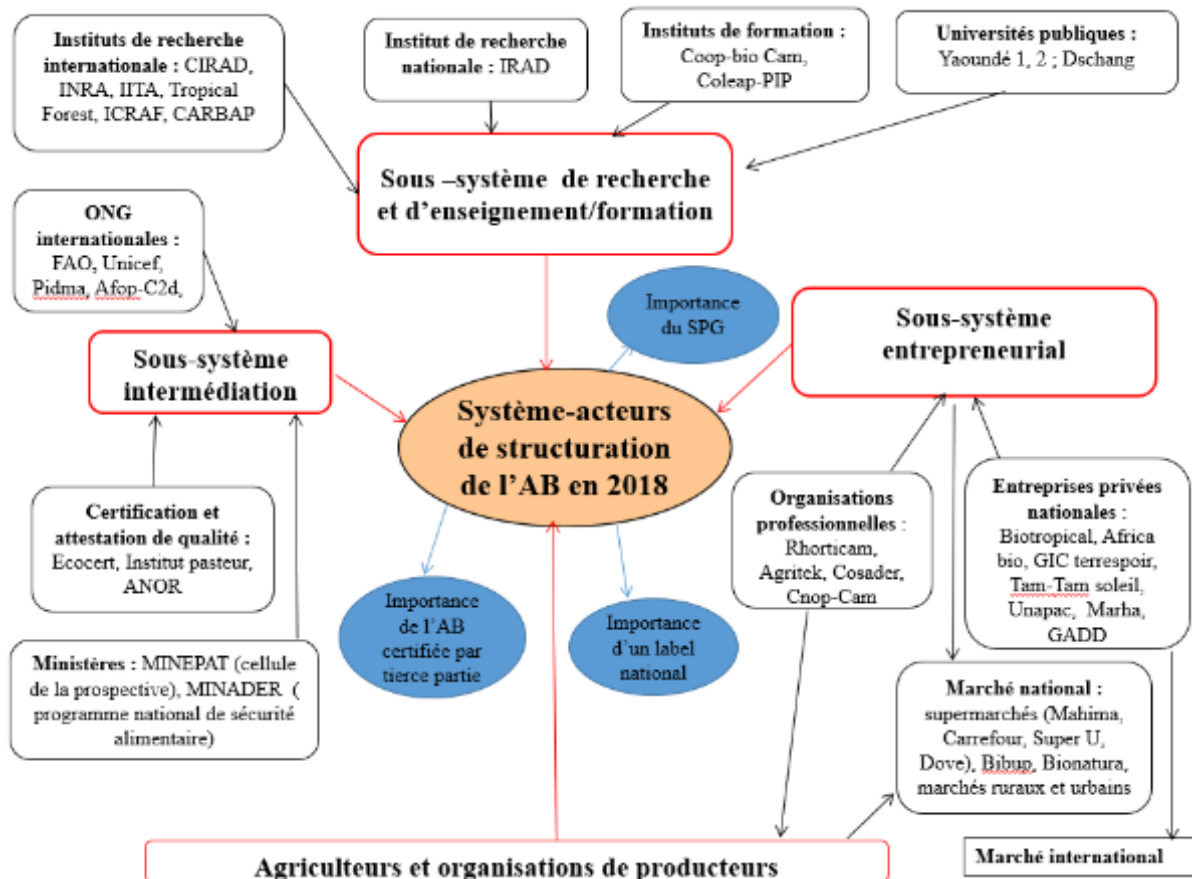 Instituts de recherche
internationale : CIRAD,
INRA, IITA, Tropical
Forest, ICRAF, CARBAP
Institut de recherche
nationale : IRAD
Instituts de formation :
Coop-bio Cam,
Coleap-PIP
Universités publiques :
Yaoundé 1, 2 ; Dschang
Sous –système de recherche
et d’enseignement/formation
ONG
internationales :
FAO, Unicef,
Pidma, Afop-C2d,
Importance
du SPG
Sous-système
entrepreneurial
Sous-système
intermédiation
Système-acteurs
de structuration
de l’AB en 2018
Certification et
attestation de qualité :
Ecocert, Institut pasteur,
ANOR
Organisations
professionnelles :
Rhorticam,
Agritek, Cosader,
Cnop-Cam
Entreprises privées
nationales :
Biotropical, Africa
bio, GIC terrespoir,
Tam-Tam soleil,
Unapac, Marha,
GADD
Importance
de l’AB
certifiée par
tierce partie
Importance
d’un label
national
Ministères : MINEPAT (cellule
de la prospective), MINADER (
programme national de sécurité
alimentaire)
Marché national :
supermarchés (Mahima,
Carrefour, Super U,
Dove), Bibup, Bionatura,
marchés ruraux et urbains
Agriculteurs et organisations de producteurs
Marché international